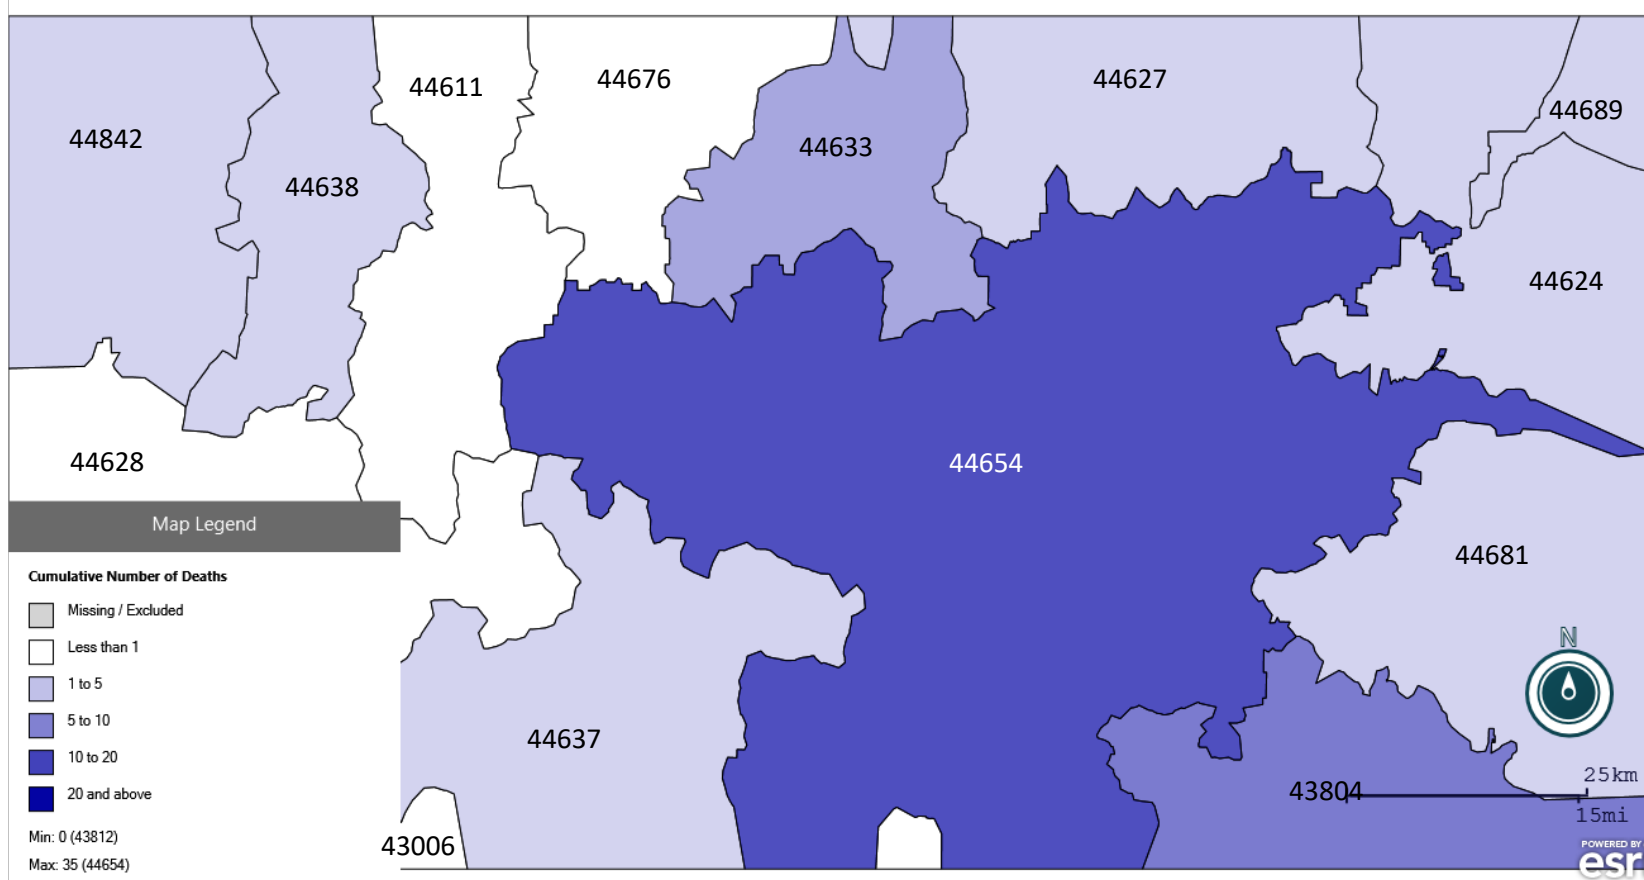 44611
44676
44627
44689
44842
44633
44638
44624
44628
44654
44681
Map Legend
Cumulative Number of Deaths
Missing / Excluded
Less than 1
1 to 5
5 to 10
10 to 20
20 and above
Min: 0 (43812)
Max: 35 (44654)
N
44637
25km
43804
15mi
43006
POWERED BY
esri